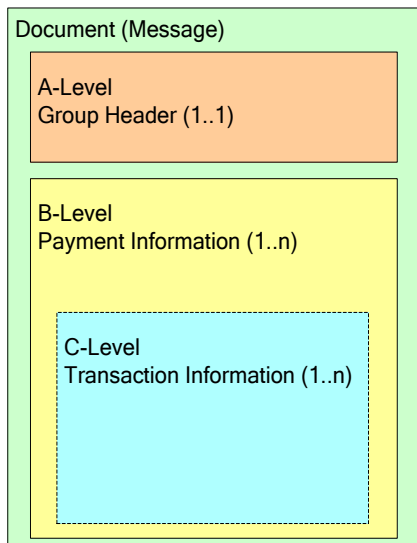 Document (Message)
A-Level
Group Header (1..1)
B-Level
Payment Information (1..n)
C-Level
Transaction Information (1..n)